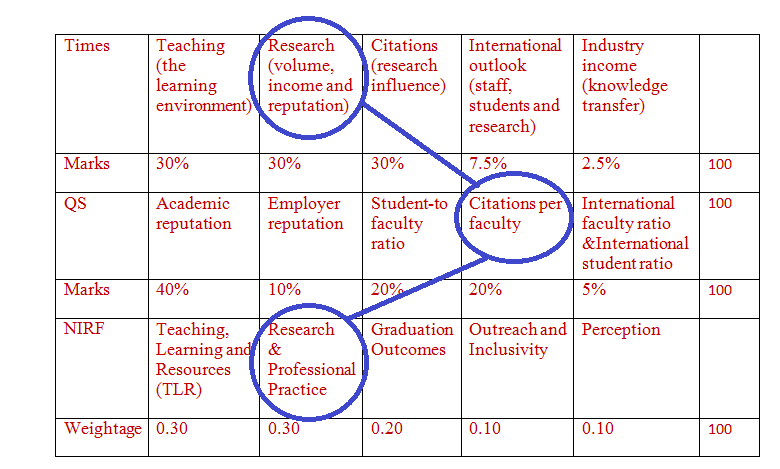 Times Teaching (the learning environment) Research (volume, income and reputation) Citations (research influence) International outlook (staff, students and research) Industry income (knowledge transfer)
Marks 30% 30% 30% 7.5% 2.5% 100
QS Academic reputation Employer reputation Student-to faculty ratio Citations per faculty International faculty ratio &International student ratio 100
Marks 40% 10% 20% 20% 5% 100
NIRF Teaching, Learning and Resources (TLR) Research & Professional Practice Graduation Outcomes Outreach and Inclusivity Perception
Weightage 0.30 0.30 0.20 0.10 0.10 100